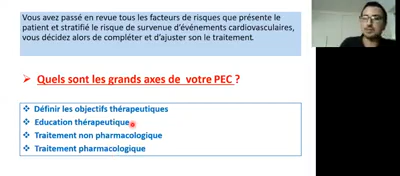 Vous avez passé en revue tous les facteurs de risques que présente le
patient et stratifié le risque de survenue d'événements cardiovasculaires,
vous décidez alors de compléter et d'ajuster son le traitement.
➢ Quels sont les grands axes de votre PEC ?
❖ Définir les objectifs thérapeutiques
❖ Education thérapeutique
❖ Traitement non pharmacologique
❖ Traitement pharmacologique